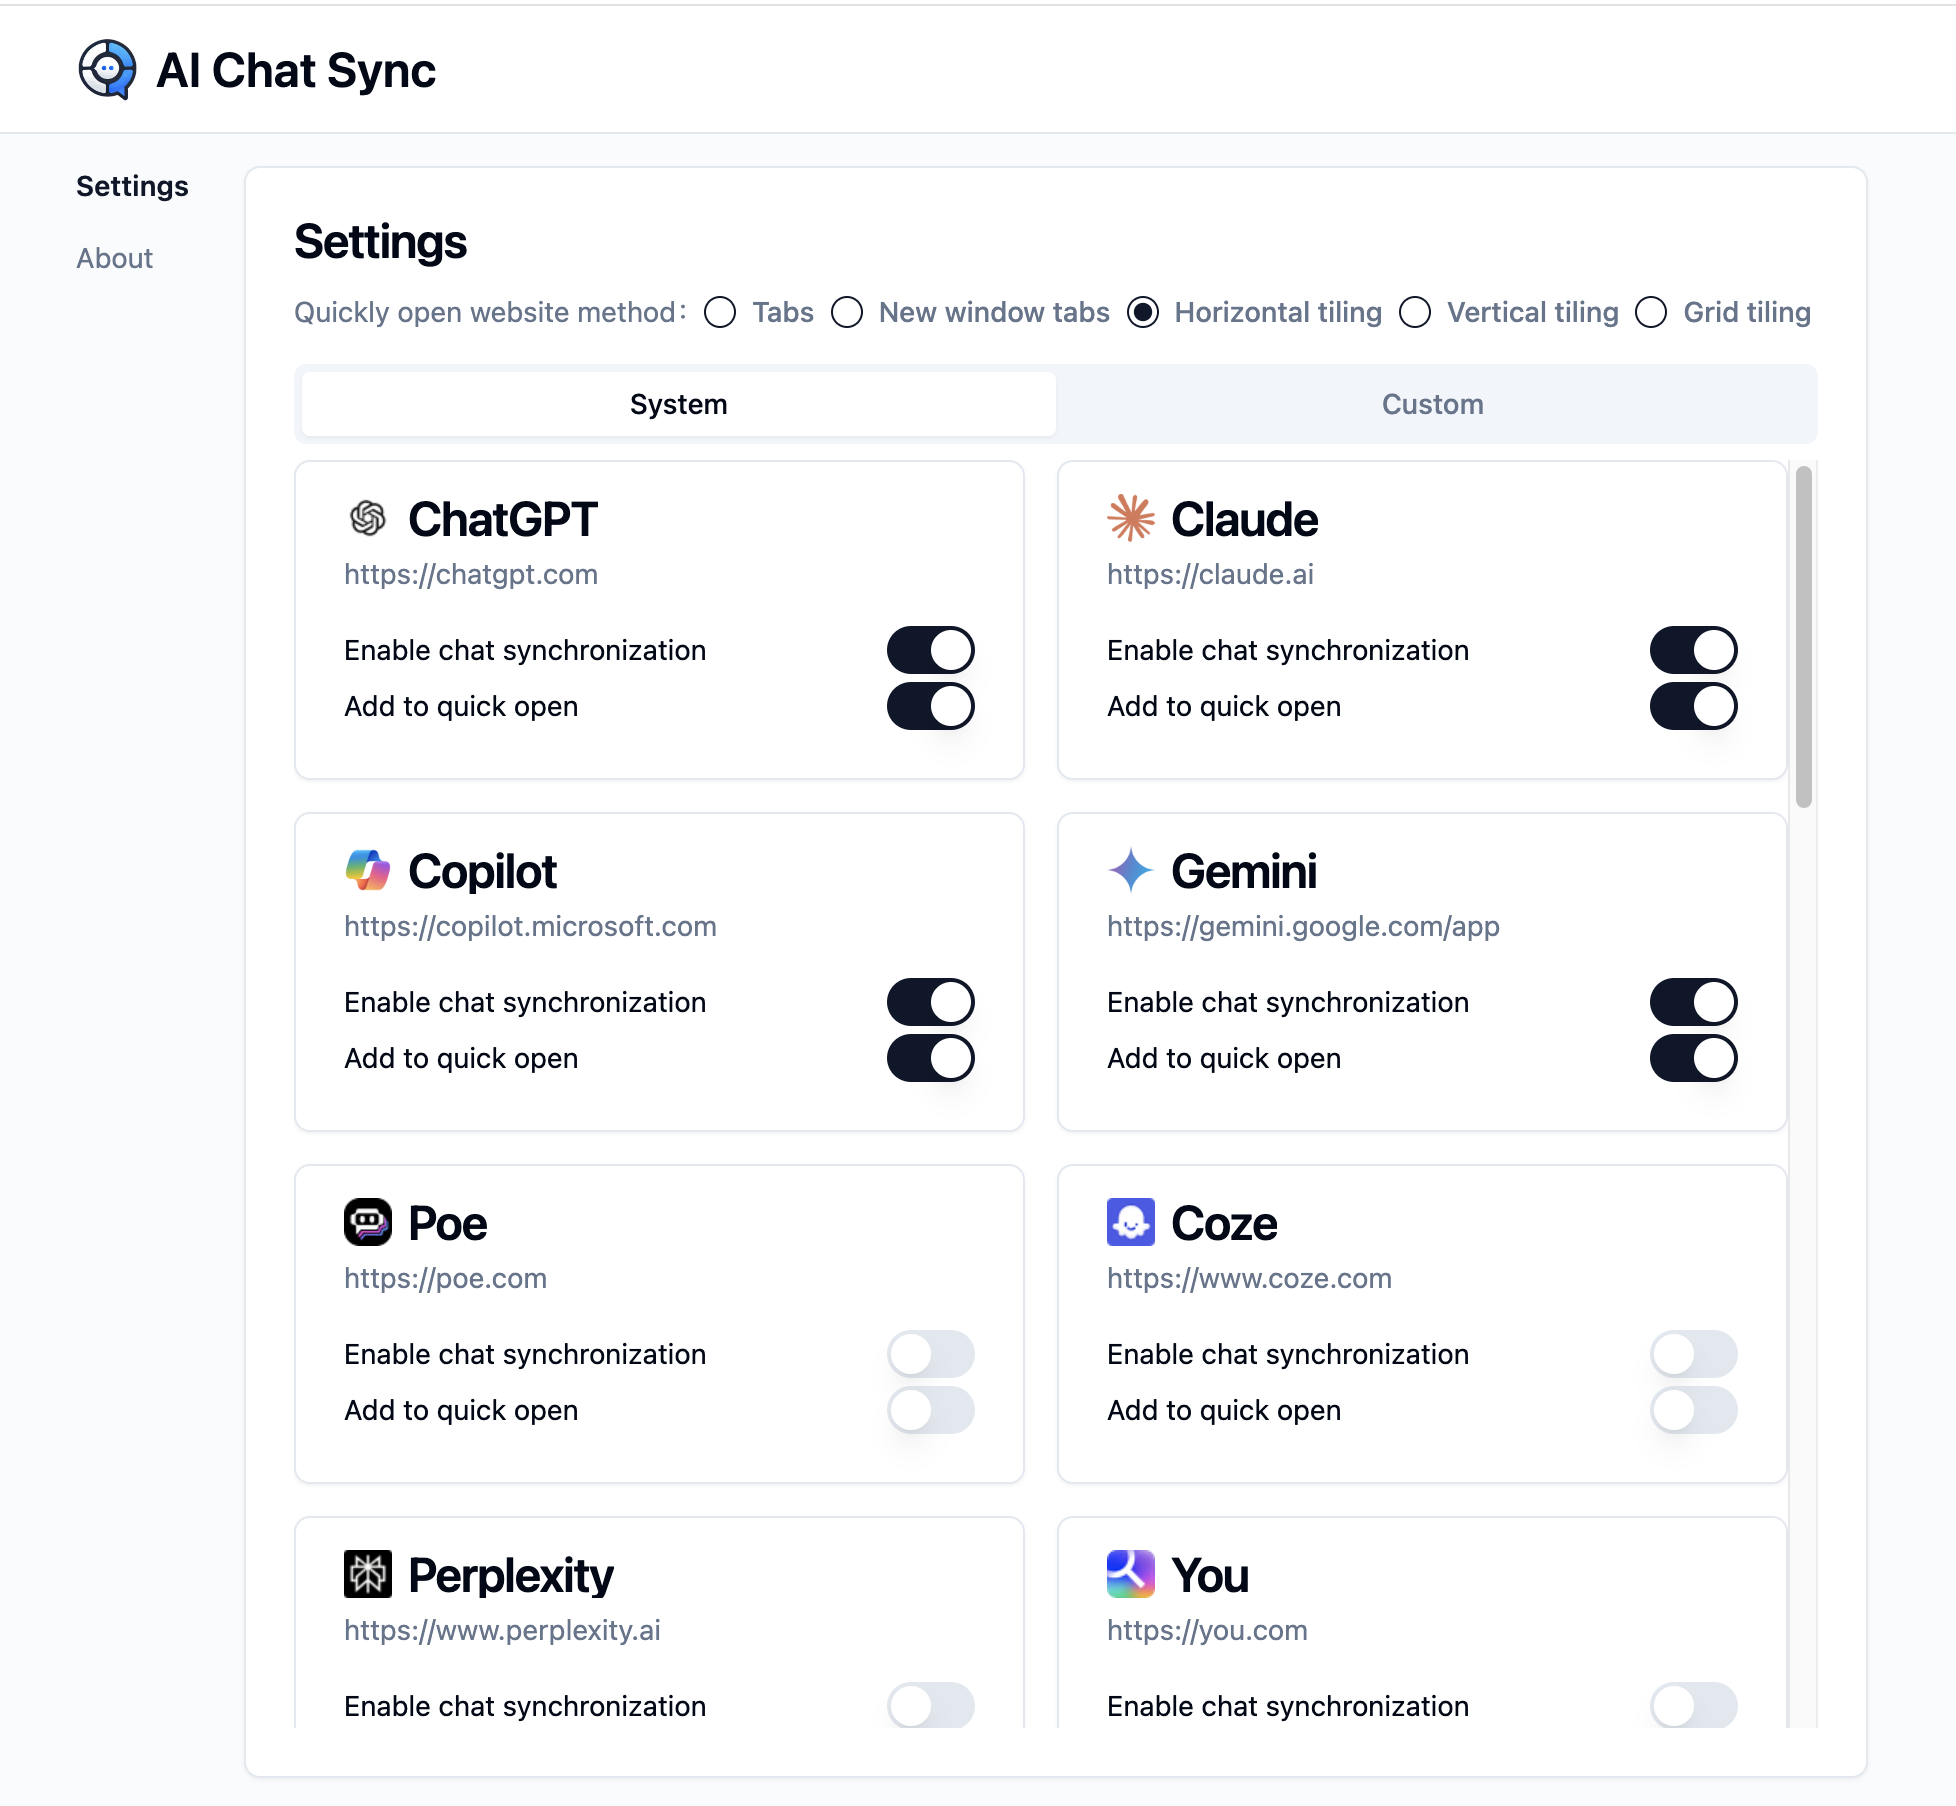 AI Chat Sync
Settings
About
Settings
Quickly open website method: Tabs New window tabs Horizontal tiling Vertical tiling Grid tiling
System Custom
ChatGPT
https://chatgpt.com
Enable chat synchronization
Add to quick open
Claude
https://claude.ai
Enable chat synchronization
Add to quick open
Copilot
https://copilot.microsoft.com
Enable chat synchronization
Add to quick open
Gemini
https://gemini.google.com/app
Enable chat synchronization
Add to quick open
Poe
https://poe.com
Enable chat synchronization
Add to quick open
Coze
https://www.coze.com
Enable chat synchronization
Add to quick open
Perplexity
https://www.perplexity.ai
Enable chat synchronization
You
https://you.com
Enable chat synchronization